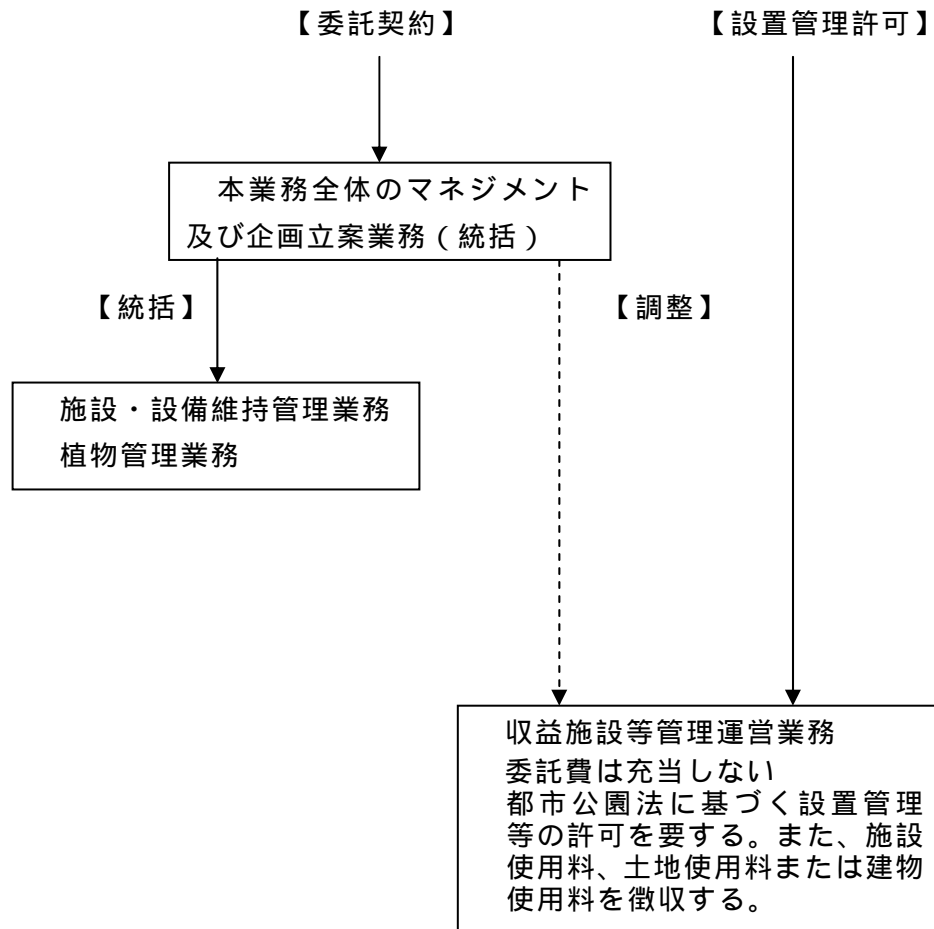 【委託契約】
【設置管理許可】
本業務全体のマネジメント
及び企画立案業務(統括)
【統括】
【調整】
施設・設備維持管理業務
植物管理業務
収益施設等管理運営業務
委託費は充当しない
都市公園法に基づく設置管理
等の許可を要する。また、施設
使用料、土地使用料または建物
使用料を徴収する。